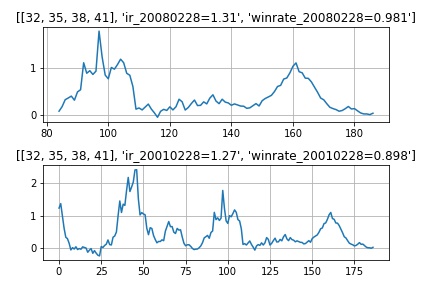 [[32, 35, 38, 41], 'ir_20080228=1.31', 'winrate_20080228=0.981']
1
0
80 100 120 140 160 180
[[32, 35, 38, 41], 'ir_20010228=1.27', 'winrate_20010228=0.898']
2
1
0
0 25 50 75 100 125 150 175